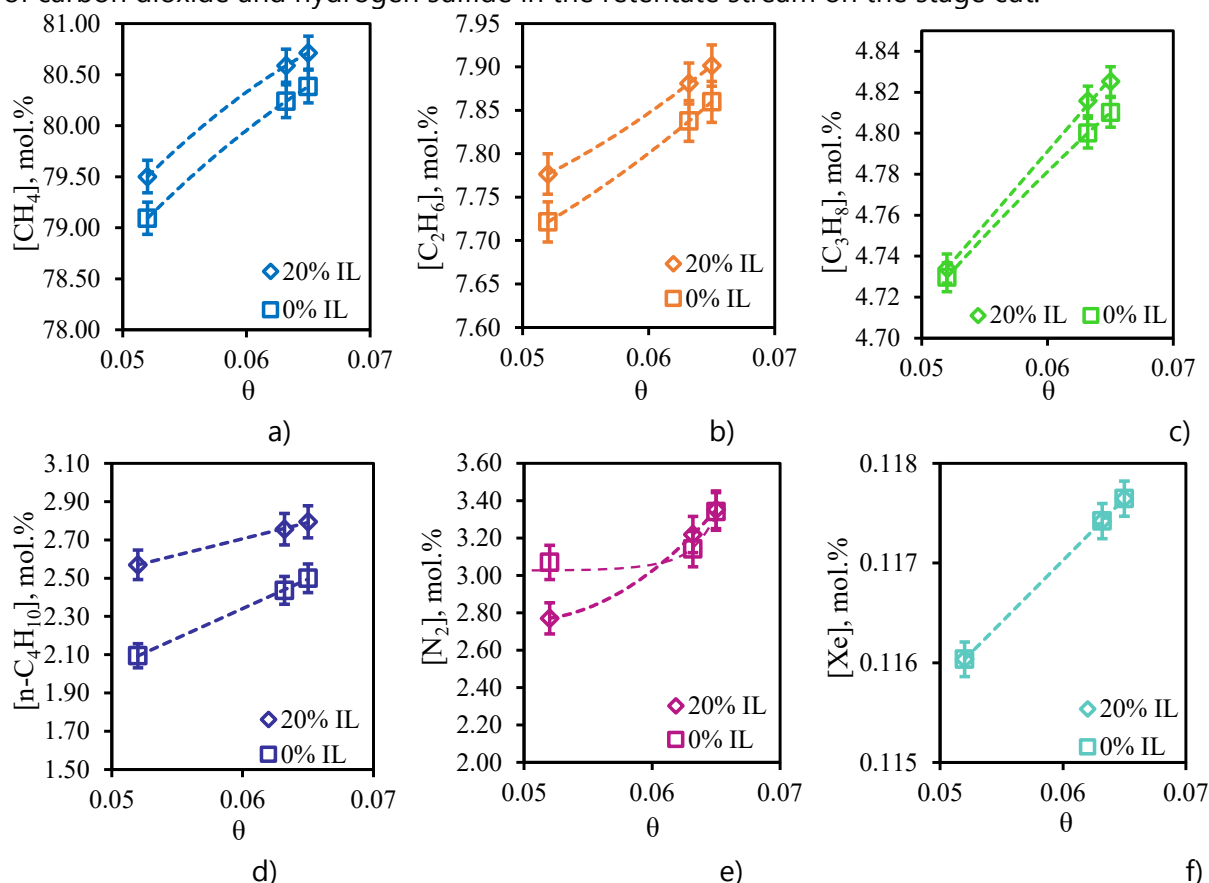 of carbon dioxide and hydrogen sulfide in the retentate stream on the stage cut.
[CH4], mol.%
81.00
80.50
80.00
79.50
79.00
78.50
78.00
20% IL
0% IL
0.05 0.06 0.07
θ
a)
[C2H6], mol.%
7.95
7.90
7.85
7.80
7.75
7.70
7.65
7.60
20% IL
0% IL
0.05 0.06 0.07
θ
b)
[C3H8], mol.%
4.84
4.82
4.80
4.78
4.76
4.74
4.72
4.70
20% IL 0% IL
0.05 0.06 0.07
θ
c)
[n-C4H10], mol.%
3.10
2.90
2.70
2.50
2.30
2.10
1.90
1.70
1.50
20% IL
0% IL
0.05 0.06 0.07
θ
d)
[N2], mol.%
3.60
3.40
3.20
3.00
2.80
2.60
2.40
2.20
2.00
20% IL
0% IL
0.05 0.06 0.07
θ
e)
[Xe], mol.%
0.118
0.117
0.116
0.115
20% IL
0% IL
0.05 0.06 0.07
θ
f)